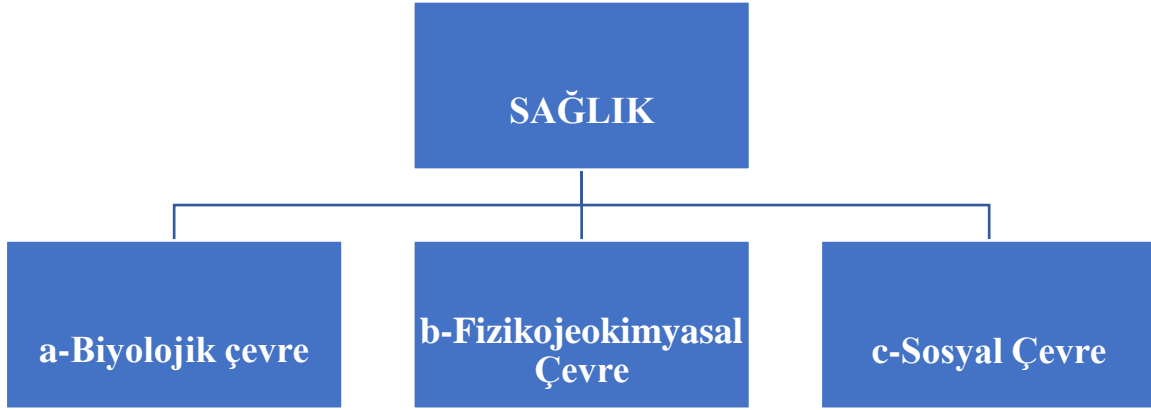 SAĞLIK
a-Biyolojik çevre
b-Fizikojeokimyasal
Çevre
c-Sosyal Çevre